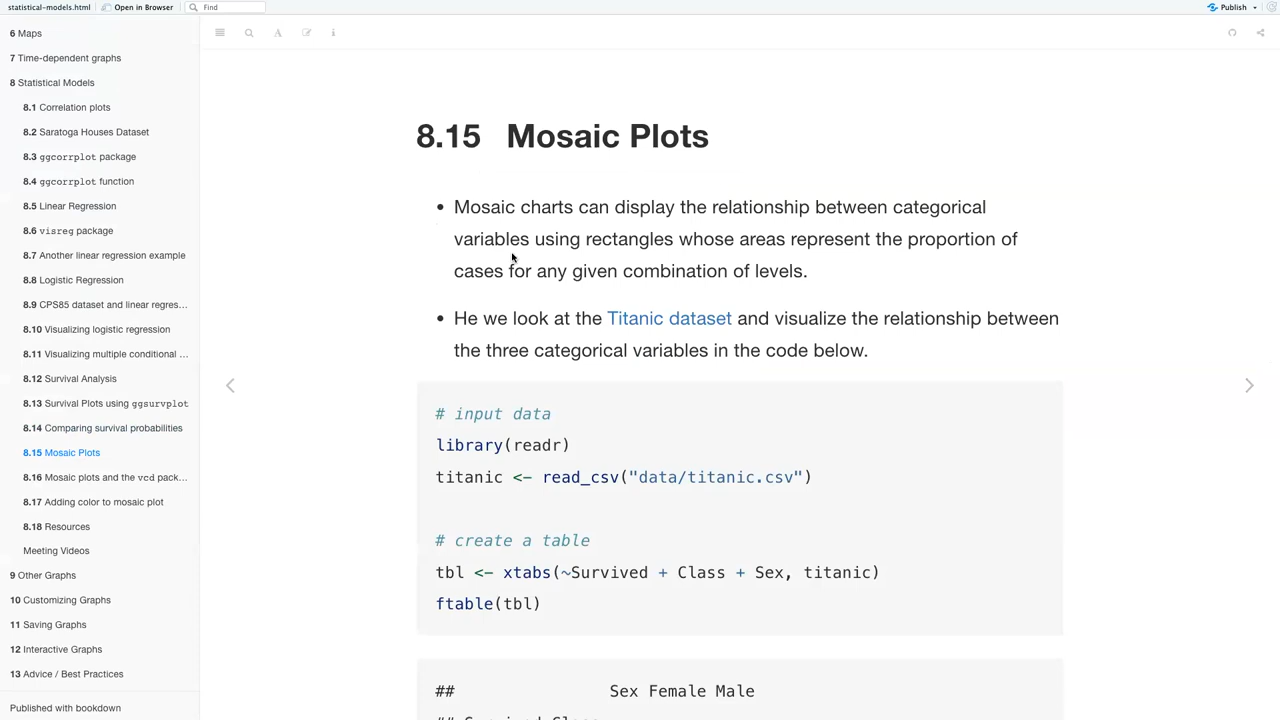 statistical-models.html Open in Browser Find Publish
6 Maps
7 Time-dependent graphs
8 Statistical Models
8.1 Correlation plots
8.2 Saratoga Houses Dataset
8.3 ggcorrplot package
8.4 ggcorrplot function
8.5 Linear Regression
8.6 visreg package
8.7 Another linear regression example
8.8 Logistic Regression
8.9 CPS85 dataset and linear regres…
8.10 Visualizing logistic regression
8.11 Visualizing multiple conditional …
8.12 Survival Analysis
8.13 Survival Plots using ggsurvplot
8.14 Comparing survival probabilities
8.15 Mosaic Plots
8.16 Mosaic plots and the vcd pack…
8.17 Adding color to mosaic plot
8.18 Resources
Meeting Videos
9 Other Graphs
10 Customizing Graphs
11 Saving Graphs
12 Interactive Graphs
13 Advice / Best Practices
Published with bookdown
8.15 Mosaic Plots
• Mosaic charts can display the relationship between categorical
variables using rectangles whose areas represent the proportion of
cases for any given combination of levels.
• He we look at the Titanic dataset and visualize the relationship between
the three categorical variables in the code below.
# input data
library(readr)
titanic <- read_csv("data/titanic.csv")
# create a table
tbl <- xtabs(~Survived + Class + Sex, titanic)
ftable(tbl)
## Sex Female Male
## Survived Class